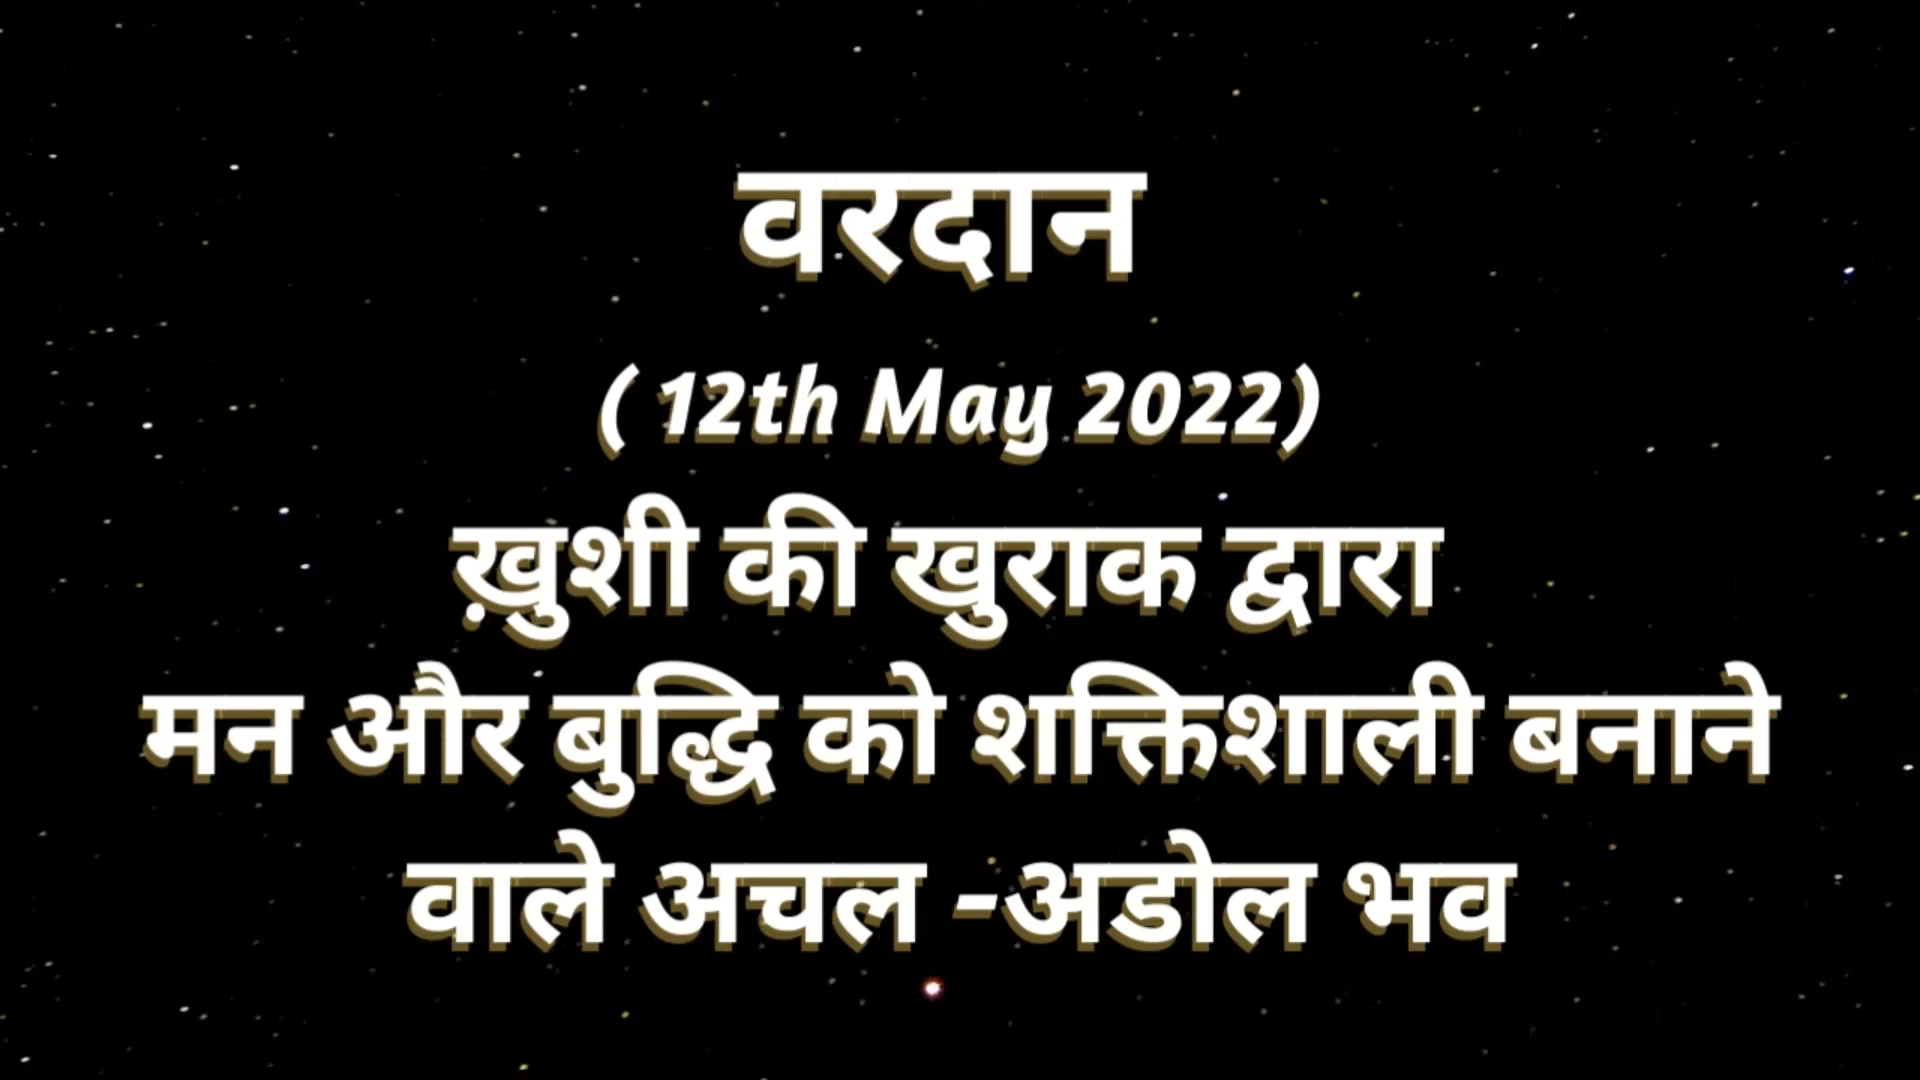 वरदान
( 12th May 2022)
ख़ुशी की खुराक द्वारा
मन और बुद्धि को शक्तिशाली बनाने
वाले अचल -अडोल भव